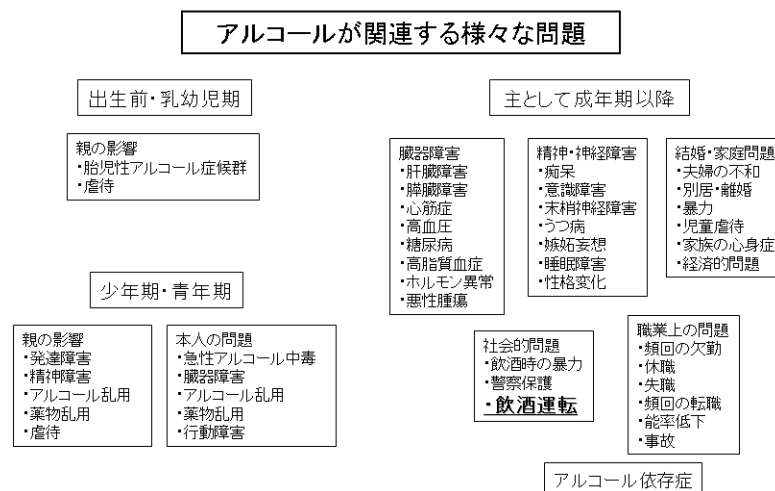 アルコールが関連する様々な問題
出生前・乳幼児期
親の影響
・胎児性アルコール症候群
・虐待
少年期・青年期
親の影響
・発達障害
・精神障害
・アルコール乱用
・薬物乱用
・虐待
本人の問題
・急性アルコール中毒
・臓器障害
・アルコール乱用
・薬物乱用
・行動障害
主として成年期以降
臓器障害
・肝臓障害
・膵臓障害
・心筋症
・高血圧
・糖尿病
・高脂質血症
・ホルモン異常
・悪性腫瘍
精神・神経障害
・痴呆
・意識障害
・末梢神経障害
・うつ病
・嫉妬妄想
・睡眠障害
・性格変化
結婚・家庭問題
・夫婦の不和
・別居・離婚
・暴力
・児童虐待
・家族の心身症
・経済的問題
社会的問題
・飲酒時の暴力
・警察保護
・飲酒運転
職業上の問題
・頻回の欠勤
・休職
・失職
・頻回の転職
・能率低下
・事故
アルコール依存症